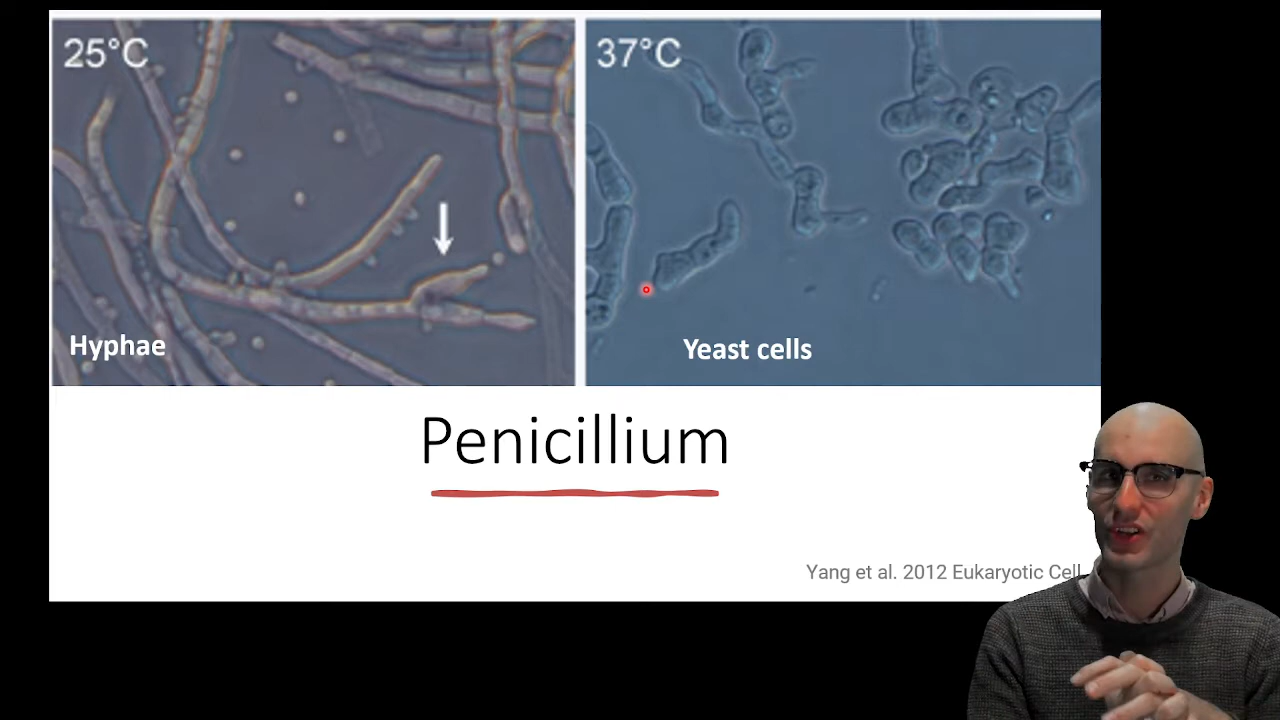 25°C
37°C
Hyphae
Yeast cells
Penicillium
Yang et al. 2012 Eukaryotic Cell